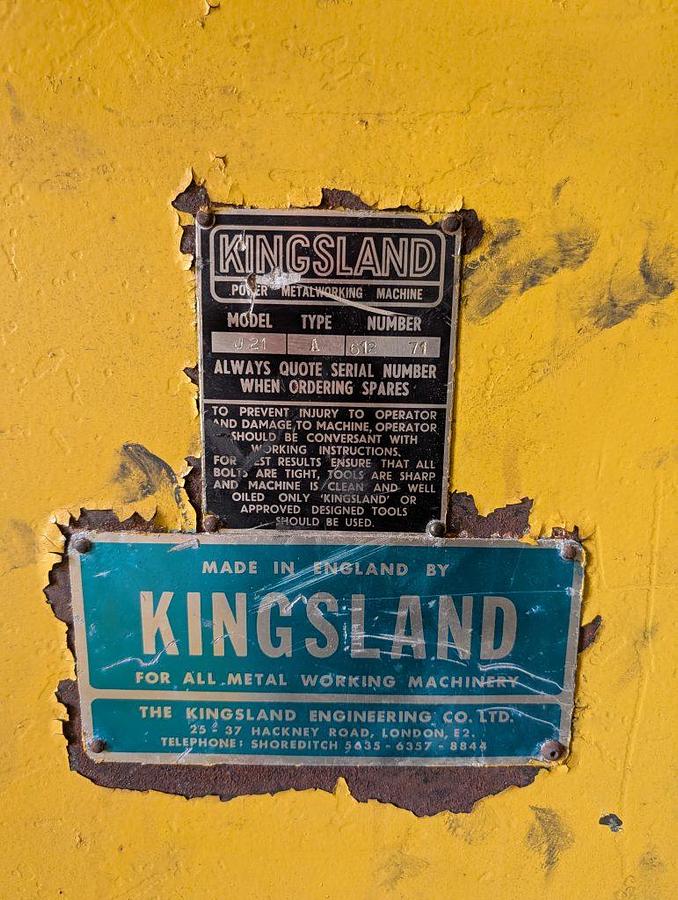 KINGSLAND
POWER METALWORKING MACHINE
MODEL TYPE NUMBER
J 21 A 612 71
ALWAYS QUOTE SERIAL NUMBER
WHEN ORDERING SPARES
TO PREVENT INJURY TO OPERATOR
AND DAMAGE TO MACHINE, OPERATOR
SHOULD BE CONVERSANT WITH
WORKING INSTRUCTIONS.
FOR BEST RESULTS ENSURE THAT ALL
BOLTS ARE TIGHT, TOOLS ARE SHARP
AND MACHINE IS CLEAN AND WELL
OILED ONLY 'KINGSLAND' OR
APPROVED DESIGNED TOOLS
SHOULD BE USED.
MADE IN ENGLAND BY
KINGSLAND
FOR ALL METAL WORKING MACHINERY
THE KINGSLAND ENGINEERING CO. LTD.
25 - 37 HACKNEY ROAD, LONDON, E2.
TELEPHONE: SHOREDITCH 5635 - 6357 - 8844